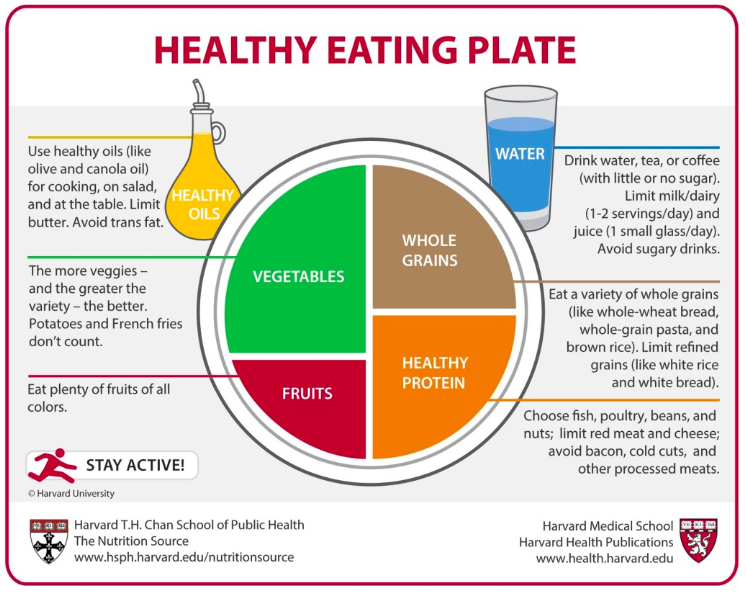 HEALTHY EATING PLATE
Use healthy oils (like
olive and canola oil)
for cooking, on salad,
and at the table. Limit
butter. Avoid trans fat.
HEALTHY
OILS
The more veggies –
and the greater the
variety – the better.
Potatoes and French fries
don't count.
Eat plenty of fruits of all
colors.
VEGETABLES
FRUITS
WHOLE
GRAINS
HEALTHY
PROTEIN
WATER
Drink water, tea, or coffee
(with little or no sugar).
Limit milk/dairy
(1-2 servings/day) and
juice (1 small glass/day).
Avoid sugary drinks.
Eat a variety of whole grains
(like whole-wheat bread,
whole-grain pasta, and
brown rice). Limit refined
grains (like white rice
and white bread).
Choose fish, poultry, beans, and
nuts; limit red meat and cheese;
avoid bacon, cold cuts, and
other processed meats.
STAY ACTIVE!
© Harvard University
Harvard T.H. Chan School of Public Health
The Nutrition Source
www.hsph.harvard.edu/nutritionsource
Harvard Medical School
Harvard Health Publications
www.health.harvard.edu